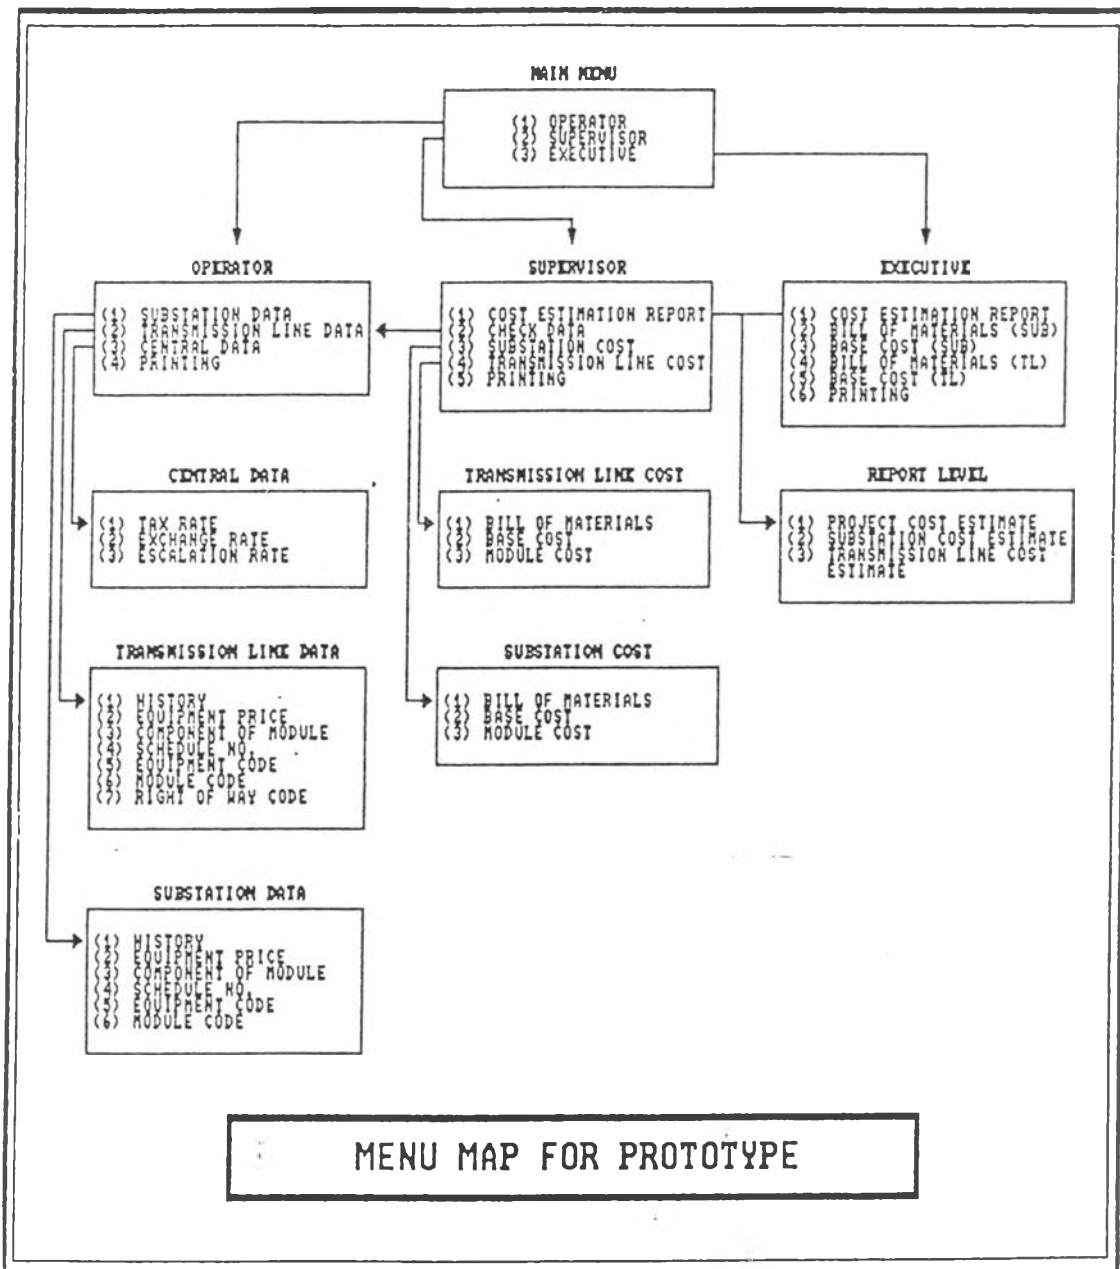 MAIN MENU
(1) OPERATOR
(2) SUPERVISOR
(3) EXECUTIVE
OPERATOR
(1) SUBSTATION DATA
(2) TRANSMISSION LINE DATA
(3) CENTRAL DATA
(4) PRINTING
SUPERVISOR
(1) COST ESTIMATION REPORT
(2) CHECK DATA
(3) SUBSTATION COST
(4) TRANSMISSION LINE COST
(5) PRINTING
EXECUTIVE
(1) COST ESTIMATION REPORT
(2) BILL OF MATERIALS (SUB)
(3) BASE COST (SUB)
(4) BILL OF MATERIALS (TL)
(5) BASE COST (TL)
(6) PRINTING
CENTRAL DATA
(1) TAX RATE
(2) EXCHANGE RATE
(3) ESCALATION RATE
TRANSMISSION LINE COST
(1) BILL OF MATERIALS
(2) BASE COST
(3) MODULE COST
REPORT LEVEL
(1) PROJECT COST ESTIMATE
(2) SUBSTATION COST ESTIMATE
(3) TRANSMISSION LINE COST
ESTIMATE
TRANSMISSION LINE DATA
(1) HISTORY
(2) EQUIPMENT PRICE
(3) COMPONENT OF MODULE
(4) SCHEDULE NO.
(5) EQUIPMENT CODE
(6) MODULE CODE
(7) RIGHT OF WAY CODE
SUBSTATION COST
(1) BILL OF MATERIALS
(2) BASE COST
(3) MODULE COST
SUBSTATION DATA
(1) HISTORY
(2) EQUIPMENT PRICE
(3) COMPONENT OF MODULE
(4) SCHEDULE NO.
(5) EQUIPMENT CODE
(6) MODULE CODE
MENU MAP FOR PROTOTYPE